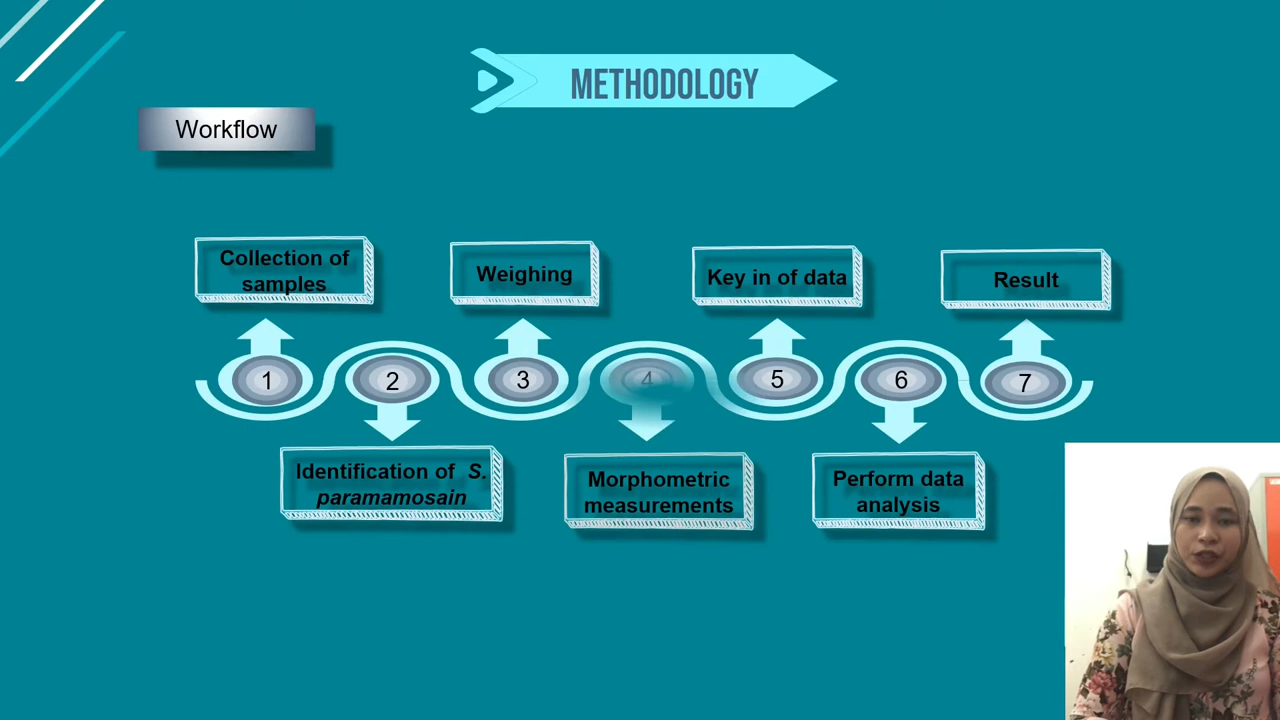 METHODOLOGY
Workflow
Collection of
samples
Weighing
Key in of data
Result
1
2
3
4
5
6
7
Identification of S.
paramamosain
Morphometric
measurements
Perform data
analysis